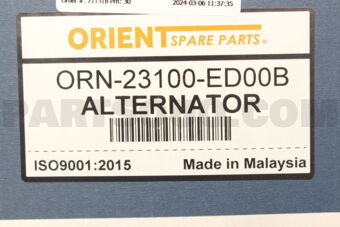 2024-03-06 11:37:35
ORIENT SPARE PARTS®
ORN-23100-ED00B
ALTERNATOR
ISO9001:2015 Made in Malaysia